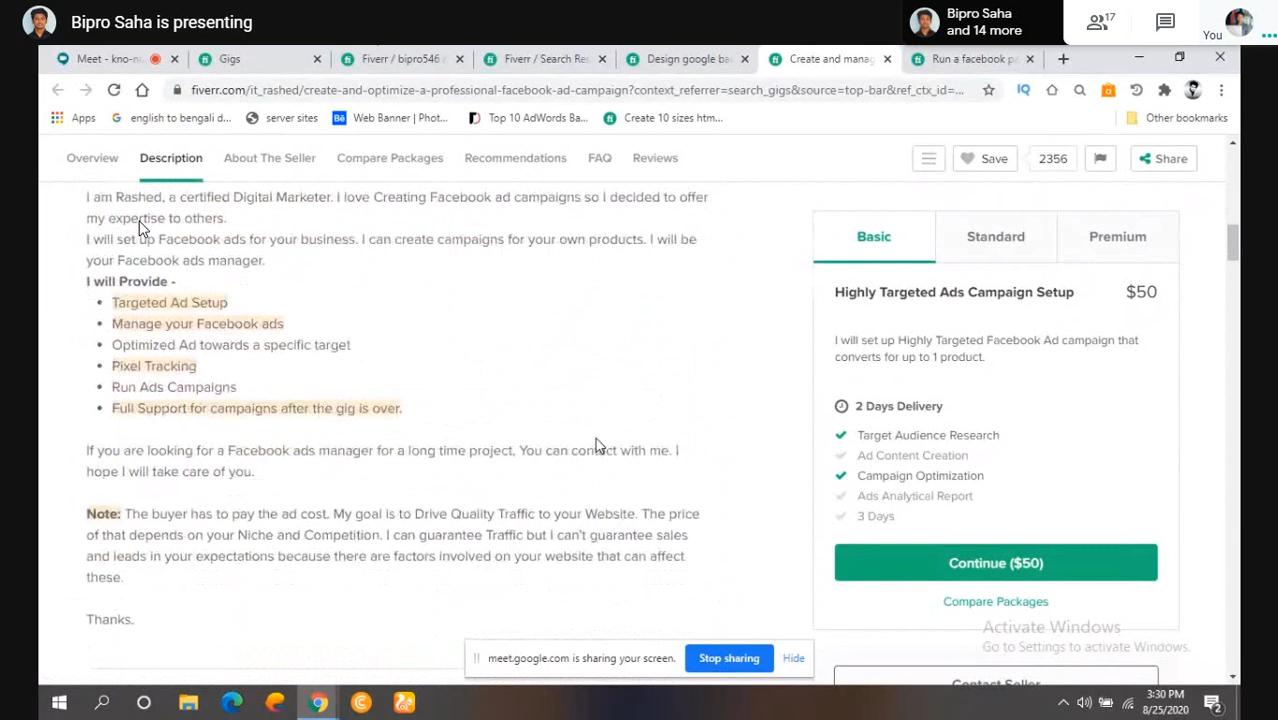 Bipro Saha is presenting
Bipro Saha
and 14 more
17
You
Meet - kno-n
Gigs
Fiverr / bipro546 /
Fiverr / Search Res
Design google ba
Create and manag
Run a facebook p
fiverr.com/it_rashed/create-and-optimize-a-professional-facebook-ad-campaign?context_referrer=search_gigs&source=top-bar&ref_ctx_id=...
Apps
english to bengali d...
server sites
Web Banner | Phot...
Top 10 AdWords Ba...
Create 10 sizes htm...
Other bookmarks
Overview
Description
About The Seller
Compare Packages
Recommendations
FAQ
Reviews
Save
2356
Share
I am Rashed, a certified Digital Marketer. I love Creating Facebook ad campaigns so I decided to offer
my expertise to others.
I will set up Facebook ads for your business. I can create campaigns for your own products. I will be
your Facebook ads manager.
I will Provide -
Targeted Ad Setup
Manage your Facebook ads
Optimized Ad towards a specific target
Pixel Tracking
Run Ads Campaigns
Full Support for campaigns after the gig is over.
If you are looking for a Facebook ads manager for a long time project, You can contact with me. I
hope I will take care of you.
Note: The buyer has to pay the ad cost. My goal is to Drive Quality Traffic to your Website. The price
of that depends on your Niche and Competition. I can guarantee Traffic but I can't guarantee sales
and leads in your expectations because there are factors involved on your website that can affect
these.
Thanks.
Basic
Standard
Premium
Highly Targeted Ads Campaign Setup
$50
I will set up Highly Targeted Facebook Ad campaign that
converts for up to 1 product.
2 Days Delivery
Target Audience Research
Ad Content Creation
Campaign Optimization
Ads Analytical Report
3 Days
Continue ($50)
Compare Packages
Activate Windows
Go to Settings to activate Windows.
Contact Seller
meet.google.com is sharing your screen.
Stop sharing
Hide
3:30 PM
8/25/2020
2